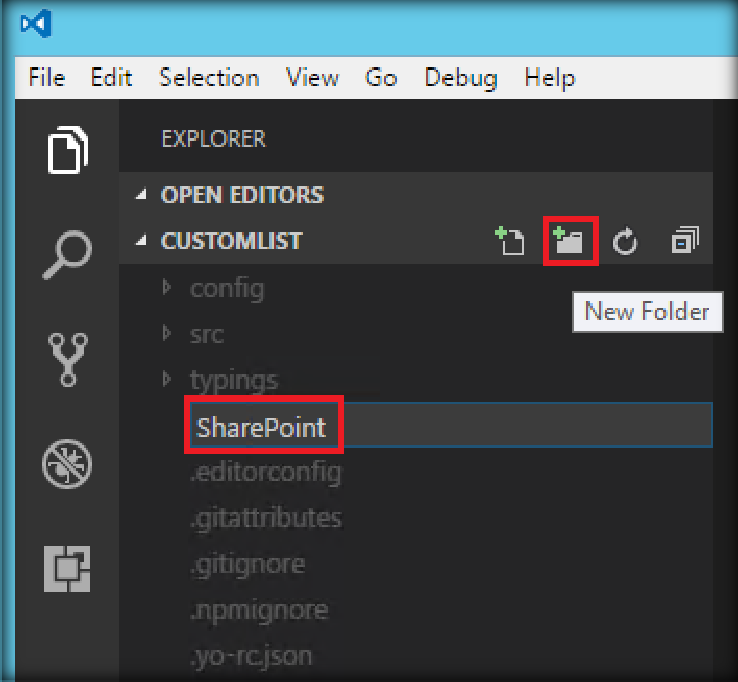 File Edit Selection View Go Debug Help
EXPLORER
OPEN EDITORS
CUSTOMLIST
config
New Folder
src
typings
SharePoint
.editorconfig
.gitattributes
.gitignore
.npmignore
.yo-rc.json